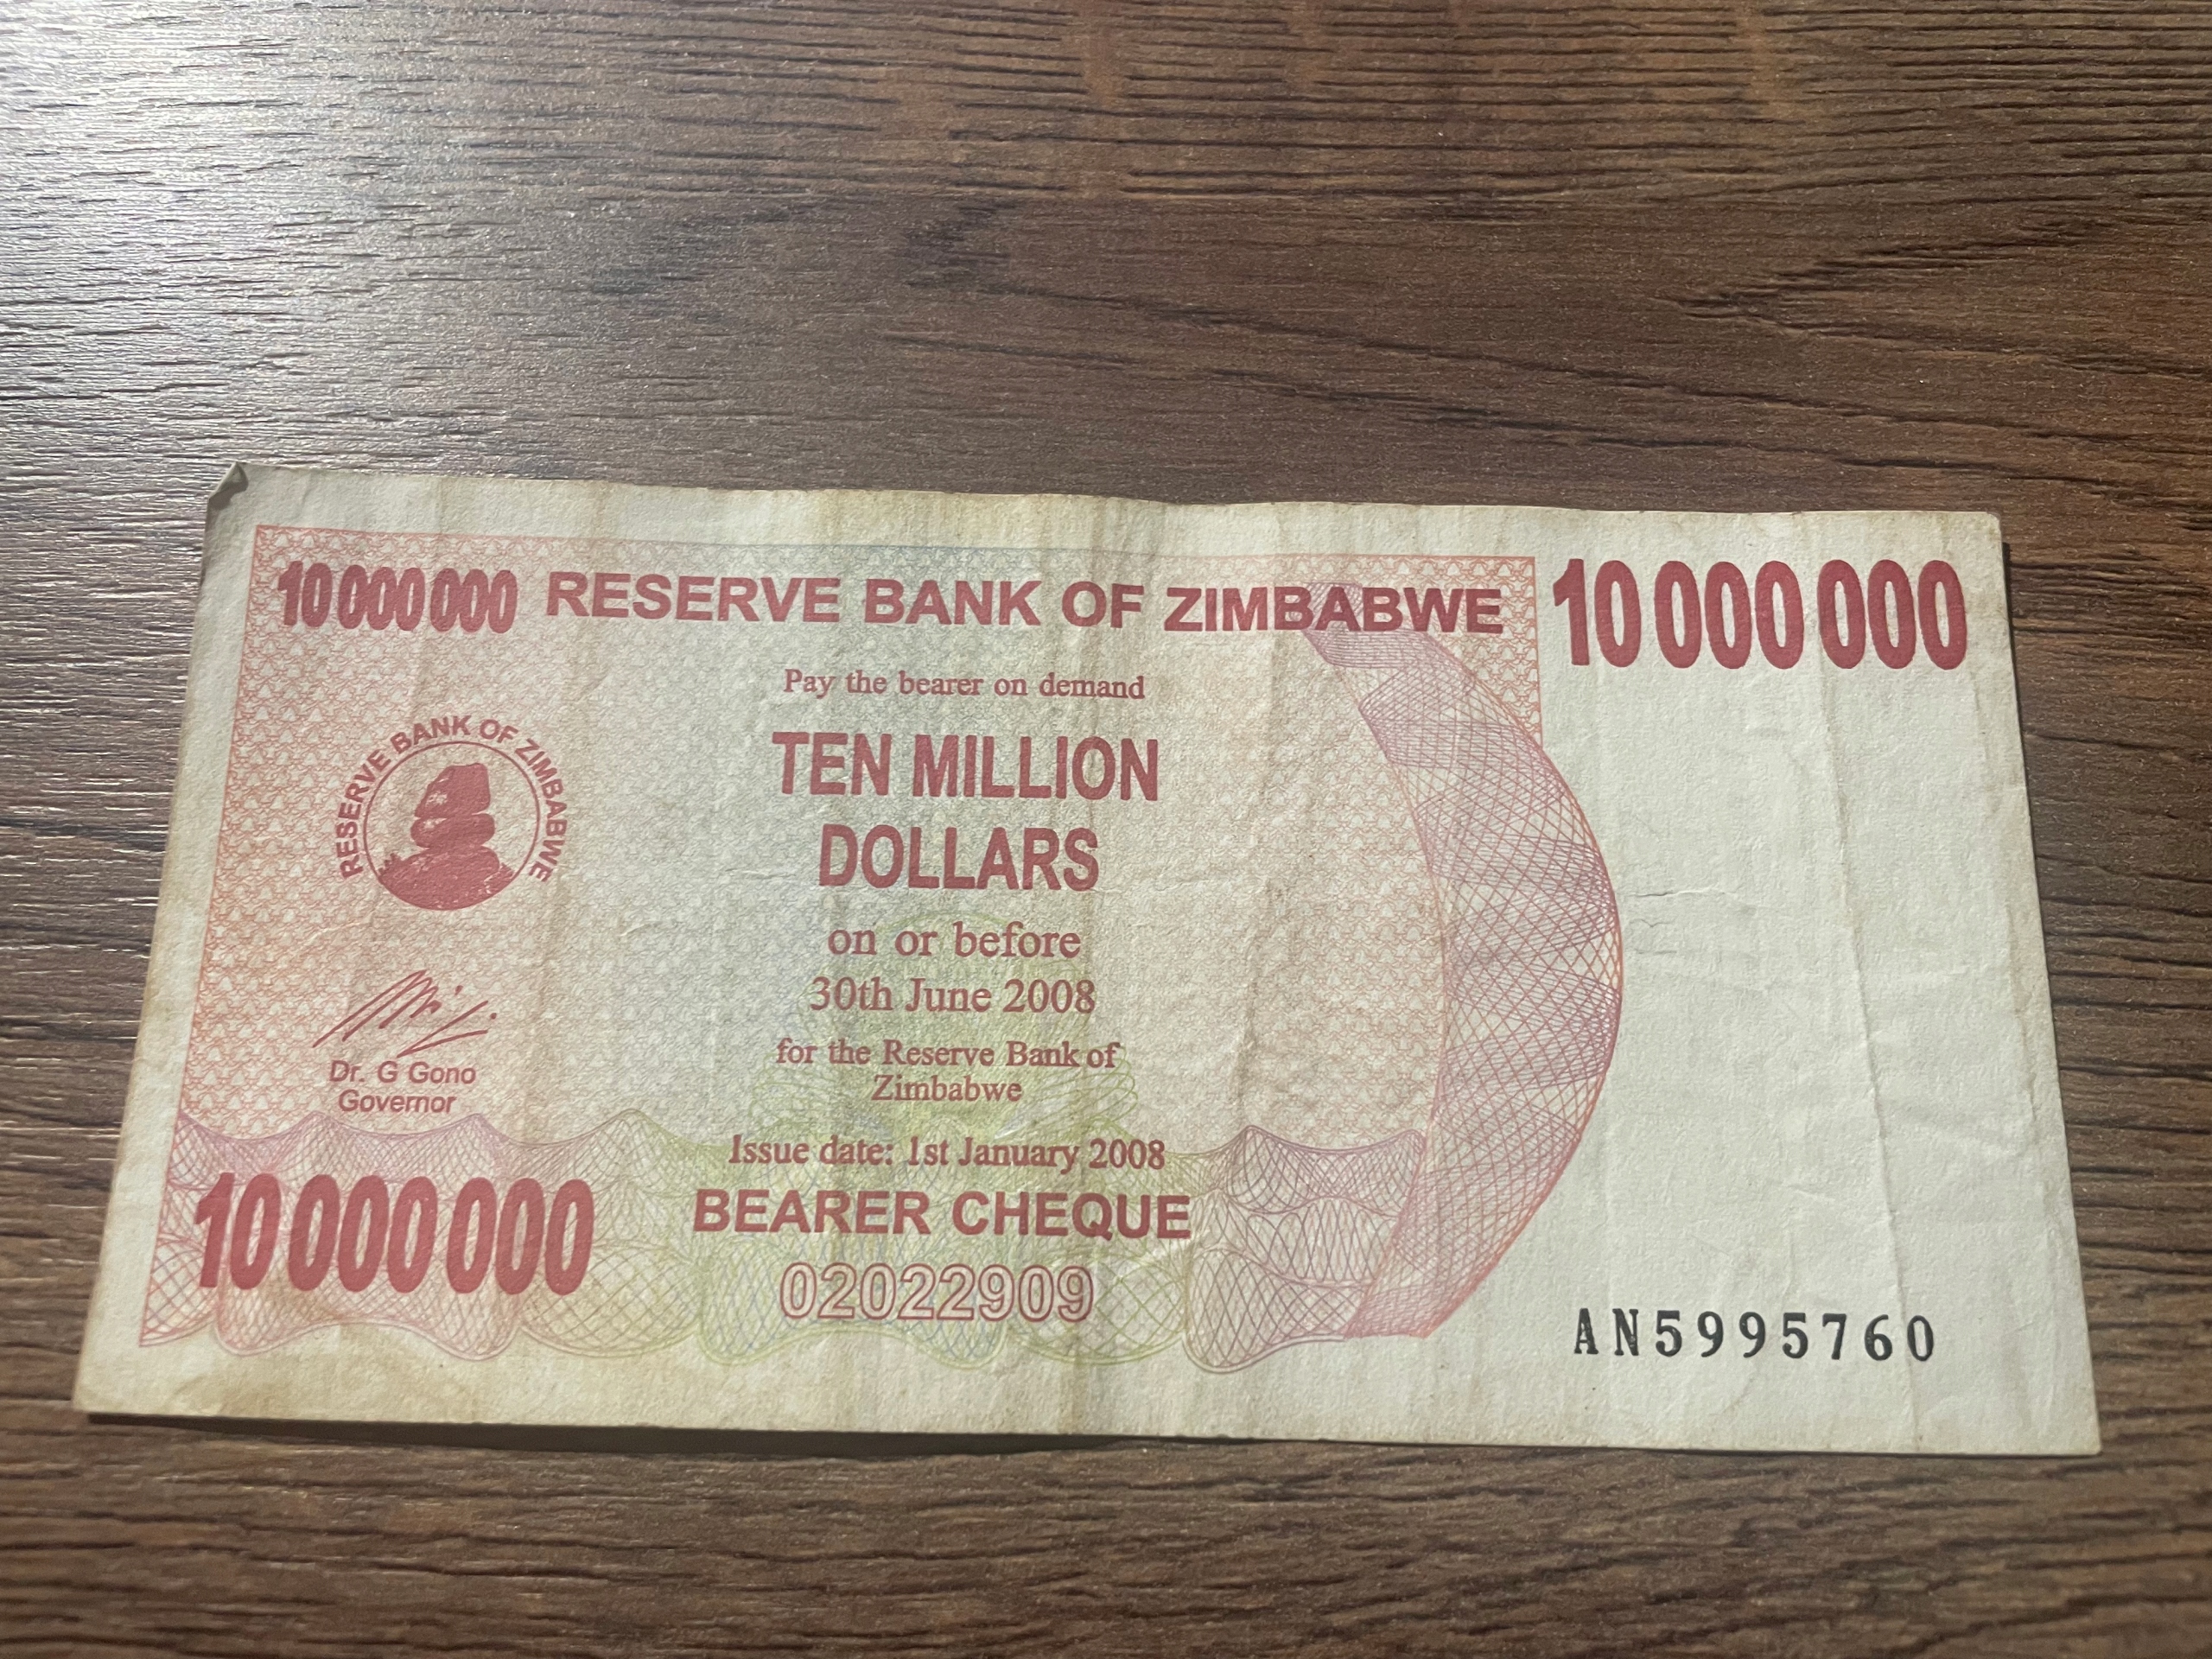 10 000 000 RESERVE BANK OF ZIMBABWE 10 000 000
Pay the bearer on demand
TEN MILLION
DOLLARS
RESERVE BANK OF ZIMBABWE
on or before
30th June 2008
for the Reserve Bank of
Zimbabwe
Dr. G Gono
Governor
Issue date: 1st January 2008
10 000 000 BEARER CHEQUE
02022909
AN5995760